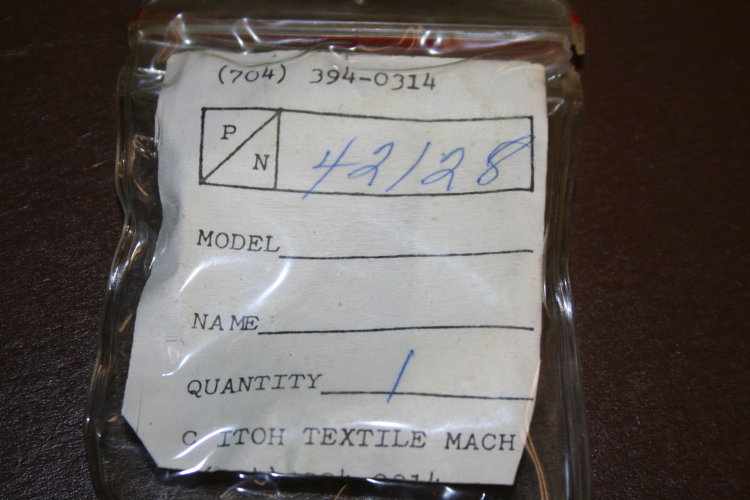 (704) 394-0314
P N 42128
MODEL
NAME
QUANTITY 1
C ITOH TEXTILE MACH